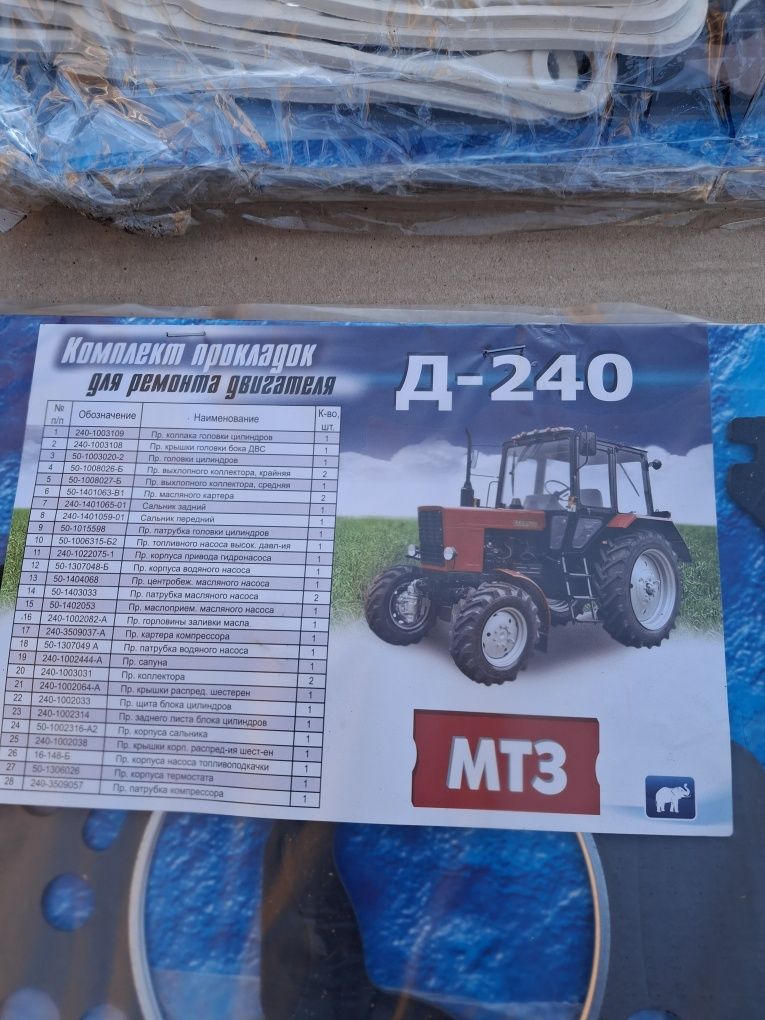 Комплект прокладок
для ремонта двигателя
Д-240
№ п/п Обозначение Наименование К-во, шт.
1 240-1003109 Пр. колпака головки цилиндров 1
2 240-1003108 Пр. крышки головки бока ДВС 1
3 50-1003020-2 Пр. головки цилиндров 1
4 50-1008026-Б Пр. выхлопного коллектора, крайняя 2
5 50-1008027-Б Пр. выхлопного коллектора, средняя 1
6 50-1401063-В1 Пр. масляного картера 2
7 240-1401065-01 Сальник задний 1
8 240-1401059-01 Сальник передний 1
9 50-1015598 Пр. патрубка головки цилиндров 1
10 50-1006315-Б2 Пр. топливного насоса высок. давл-ия 1
11 240-1022075-1 Пр. корпуса привода гидронасоса 1
12 50-1307048-Б Пр. корпуса водяного насоса 1
13 50-1404068 Пр. центробеж. масляного насоса 1
14 50-1403033 Пр. патрубка масляного насоса 2
15 50-1402053 Пр. маслоприем. масляного насоса 1
16 240-1002082-А Пр. горловины заливки масла 1
17 240-3509037-А Пр. картера компрессора 1
18 50-1307049 А Пр. патрубка водяного насоса 1
19 240-1002444-А Пр. сапуна 1
20 240-1003031 Пр. коллектора 2
21 240-1002064-А Пр. крышки распред. шестерен 1
22 240-1002033 Пр. щита блока цилиндров 1
23 240-1002314 Пр. заднего листа блока цилиндров 1
24 50-1002316-А2 Пр. корпуса сальника 1
25 240-1002038 Пр. крышки корп. распред-ия шест-ен 1
26 16-148-Б Пр. корпуса насоса топливоподкачки 1
27 50-1306026 Пр. корпуса термостата 1
28 240-3509057 Пр. патрубка компрессора 1
МТЗ